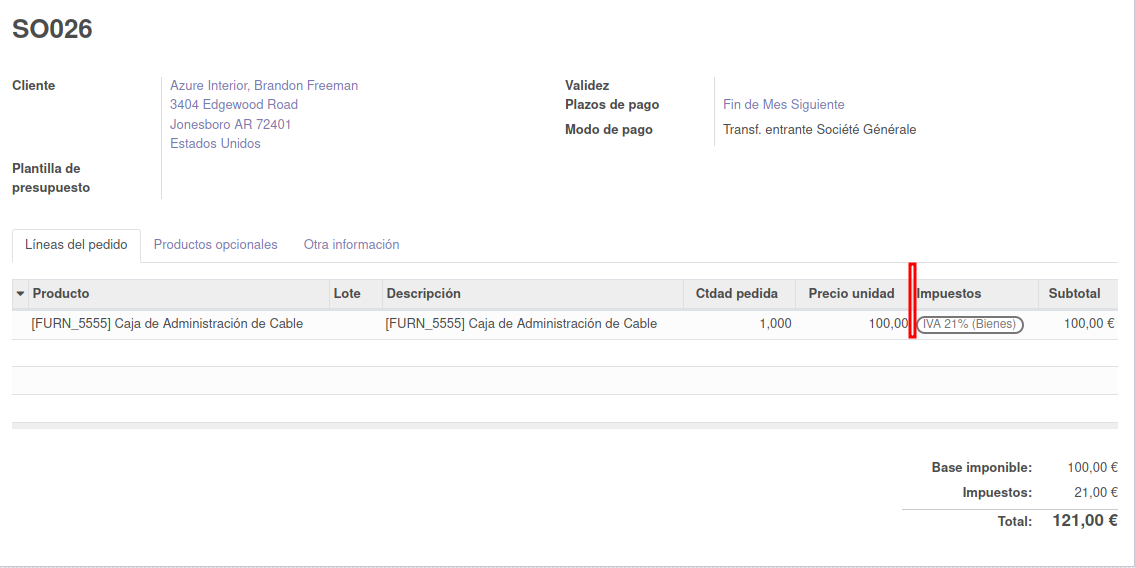 SO026
Cliente
Azure Interior, Brandon Freeman
3404 Edgewood Road
Jonesboro AR 72401
Estados Unidos
Plantilla de
presupuesto
Validez
Plazos de pago Fin de Mes Siguiente
Modo de pago Transf. entrante Société Générale
Líneas del pedido Productos opcionales Otra información
Producto Lote Descripción Ctdad pedida Precio unidad Impuestos Subtotal
[FURN_5555] Caja de Administración de Cable [FURN_5555] Caja de Administración de Cable 1,000 100,00 IVA 21% (Bienes) 100,00 €
Base imponible: 100,00 €
Impuestos: 21,00 €
Total: 121,00 €